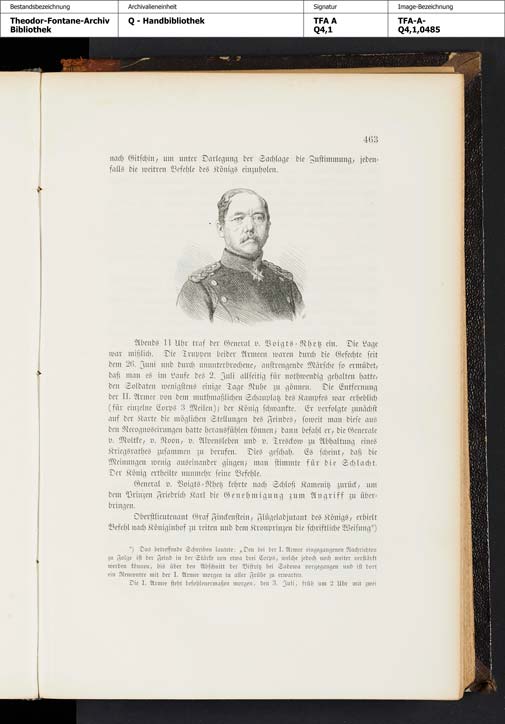 Bestandsbezeichnung
Archivalieneinheit
Signatur
Image-Bezeichnung
Theodor-Fontane-Archiv
Bibliothek
Q - Handbibliothek
TFA A
Q4,1
TFA-A-
Q4,1,0485
463
nach Gitschin, um unter Darlegung der Sachlage die Zustimmung, jeden-
falls die weitren Befehle des Königs einzuholen.
Abends 11 Uhr traf der General v. Voigts-Rhetz ein. Die Lage
war mißlich. Die Truppen beider Armeen waren durch die Gefechte seit
dem 26. Juni und durch ununterbrochene, anstrengende Märsche so ermüdet,
daß man es im Laufe des 2. Juli allseitig für nothwendig gehalten hatte,
den Soldaten wenigstens einige Tage Ruhe zu gönnen. Die Entfernung
der II. Armee von dem muthmaßlichen Schauplatz des Kampfes war erheblich
(für einzelne Corps 3 Meilen); der König schwankte. Er verfolgte zunächst
auf der Karte die möglichen Stellungen des Feindes, soweit man diese aus
den Recognoscirungen hatte herausfühlen können; dann befahl er, die Generale
v. Moltke, v. Roon, v. Alvensleben und v. Tresckow zu Abhaltung eines
Kriegsrathes zusammen zu berufen. Dies geschah. Es scheint, daß die
Meinungen wenig auseinander gingen; man stimmte für die Schlacht.
Der König ertheilte nunmehr seine Befehle.
General v. Voigts-Rhetz kehrte nach Schloß Kamenitz zurück, um
dem Prinzen Friedrich Karl die Genehmigung zum Angriff zu über-
bringen.
Oberstlieutenant Graf Finckenstein, Flügeladjutant des Königs, erhielt
Befehl nach Königinhof zu reiten und dem Kronprinzen die schriftliche Weisung*)
*) Das betreffende Schreiben lautete: „Den bei der I. Armee eingegangenen Nachrichten
zu Folge ist der Feind in der Stärke von etwa drei Corps, welche jedoch noch weiter verstärkt
werden können, bis über den Abschnitt der Bistritz bei Sadowa vorgegangen und ist dort
ein Rencontre mit der I. Armee morgen in aller Frühe zu erwarten.
Die I. Armee steht befohlenermaßen morgen, den 3. Juli, früh um 2 Uhr mit zwei